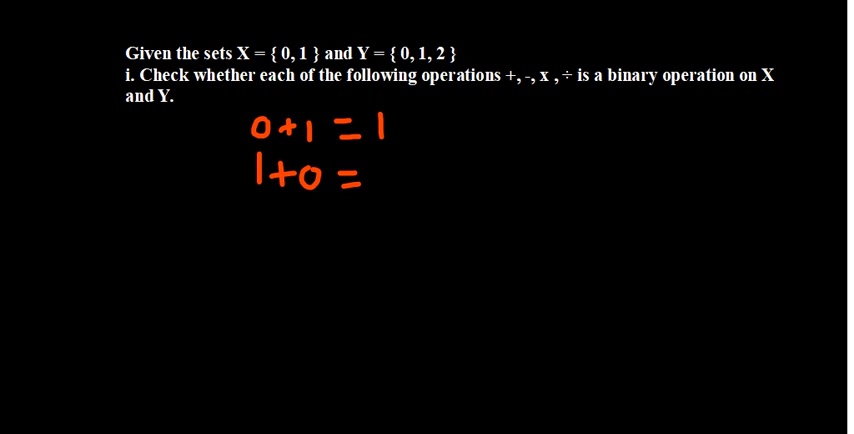 Given the sets X = { 0, 1 } and Y = { 0, 1, 2 }
i. Check whether each of the following operations +, -, x , ÷ is a binary operation on X
and Y.
0 + 1 = 1
1 + 0 =